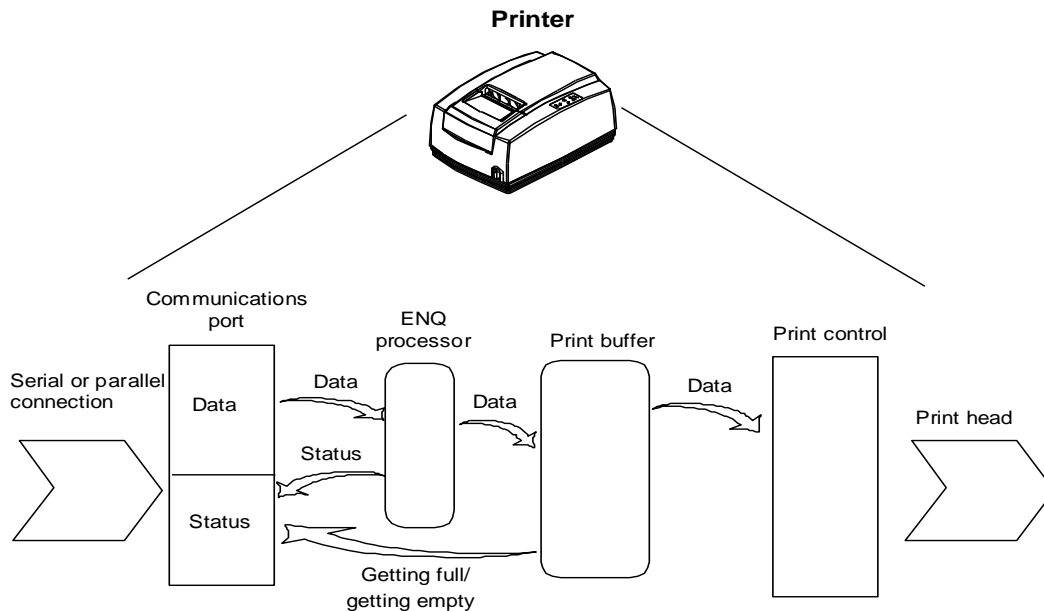 Printer
Communications
port
ENQ
processor
Print buffer
Print control
Serial or parallel
connection
Data
Data
Data
Data
Print head
Status
Status
Getting full/
getting empty